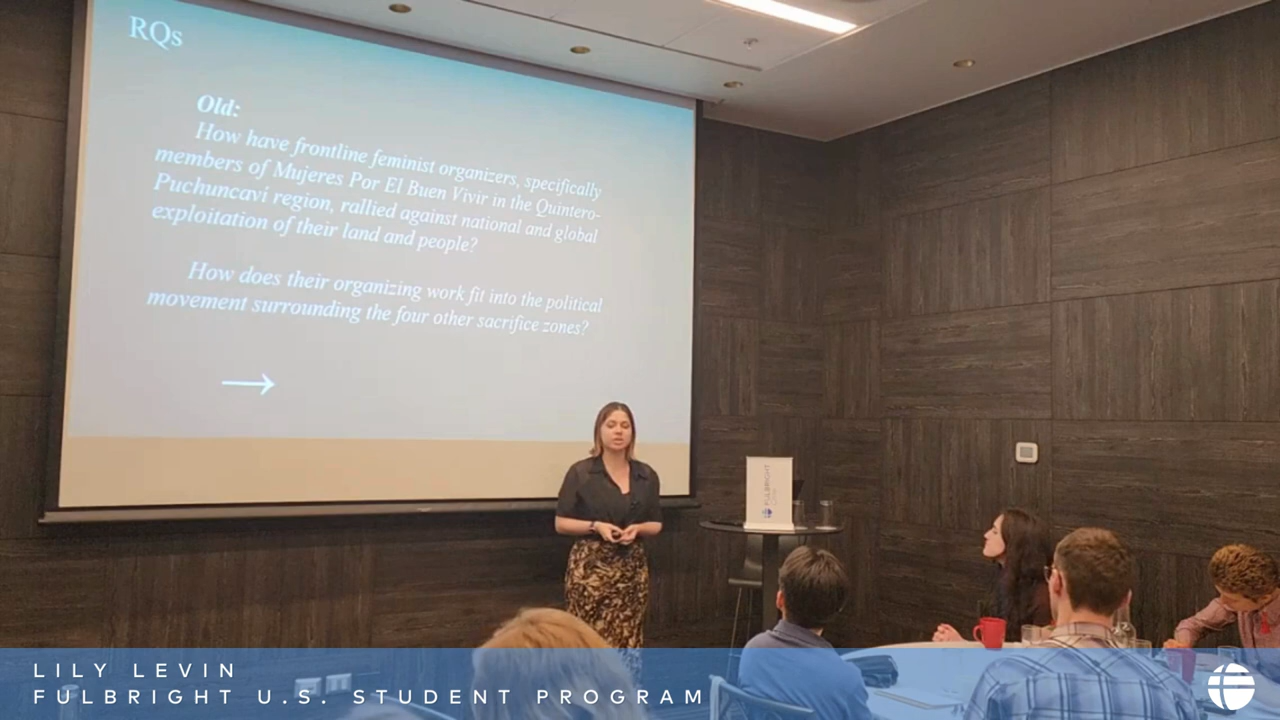 RQs
Old:
How have frontline feminist organizers, specifically
members of Mujeres Por El Buen Vivir in the Quintero-
Puchuncaví region, rallied against national and global
exploitation of their land and people?
How does their organizing work fit into the political
movement surrounding the four other sacrifice zones?
→
FULBRIGHT
LILY LEVIN
FULBRIGHT U.S. STUDENT PROGRAM